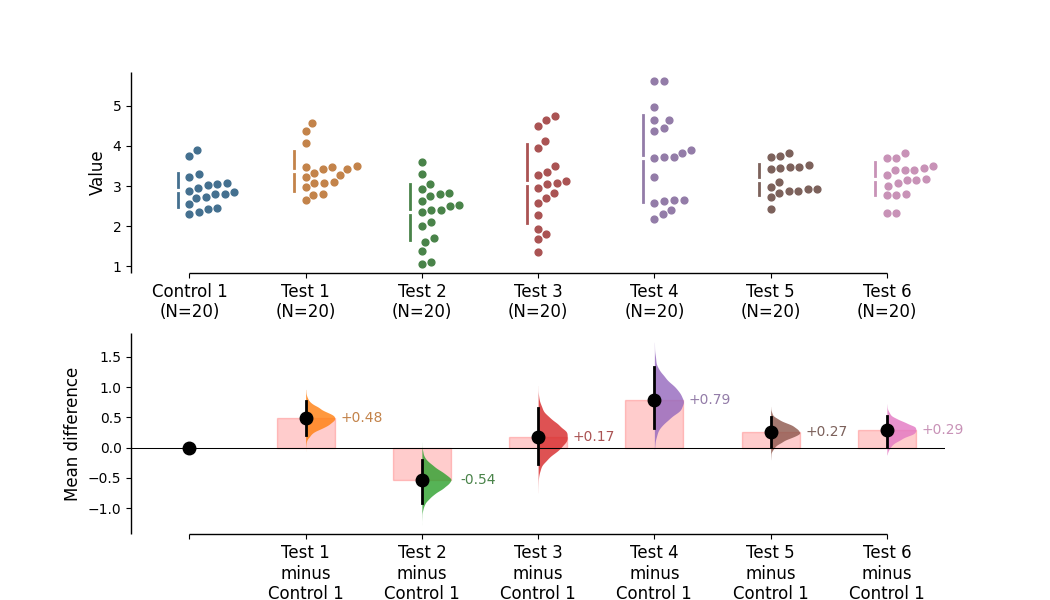 Value
5
4
3
2
1
Control 1 Test 1 Test 2 Test 3 Test 4 Test 5 Test 6
(N=20) (N=20) (N=20) (N=20) (N=20) (N=20) (N=20)
Mean difference
1.5
1.0
0.5
0.0
−0.5
−1.0
+0.48
-0.54
+0.17
+0.79
+0.27
+0.29
Test 1 Test 2 Test 3 Test 4 Test 5 Test 6
minus minus minus minus minus minus
Control 1 Control 1 Control 1 Control 1 Control 1 Control 1